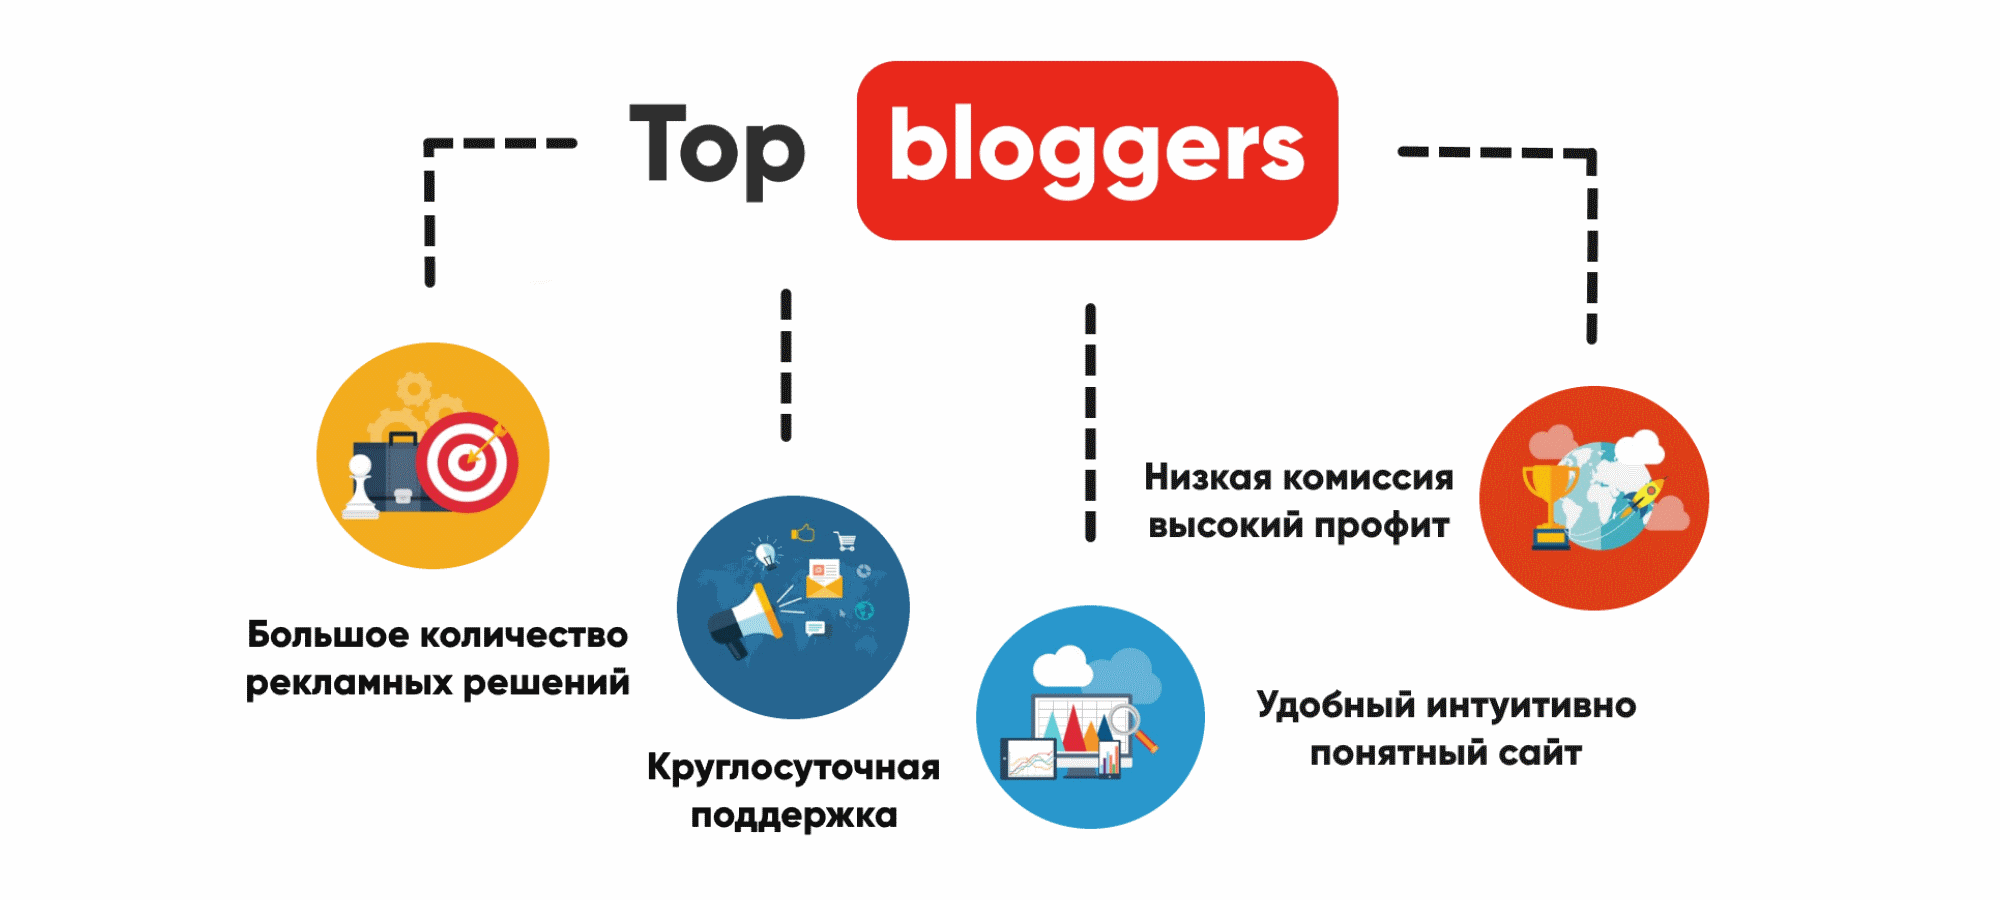 Top bloggers
Большое количество
рекламных решений
Круглосуточная
поддержка
Низкая комиссия
высокий профит
Удобный интуитивно
понятный сайт